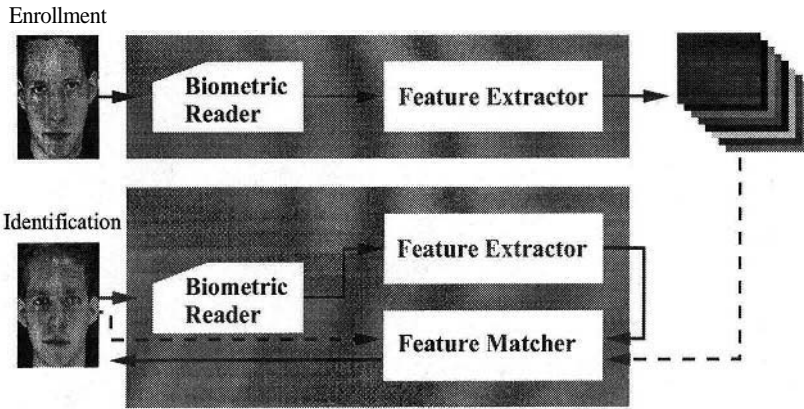 Enrollment
Biometric
Reader
Feature Extractor
Identification
Feature Extractor
Biometric
Reader
Feature Matcher